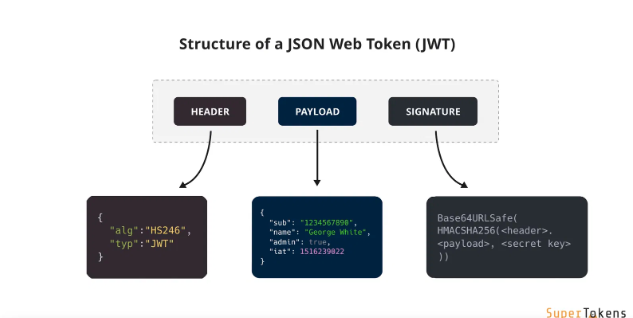 Structure of a JSON Web Token (JWT)
HEADER
PAYLOAD
SIGNATURE
{
"alg":"HS246",
"typ":"JWT"
}
{
"sub": "1234567890",
"name": "George White",
"admin": true,
"iat": 1516239022
}
Base64URLSafe(
HMACSHA256(<header>.
<payload>, <secret key>
))
SuperTokens